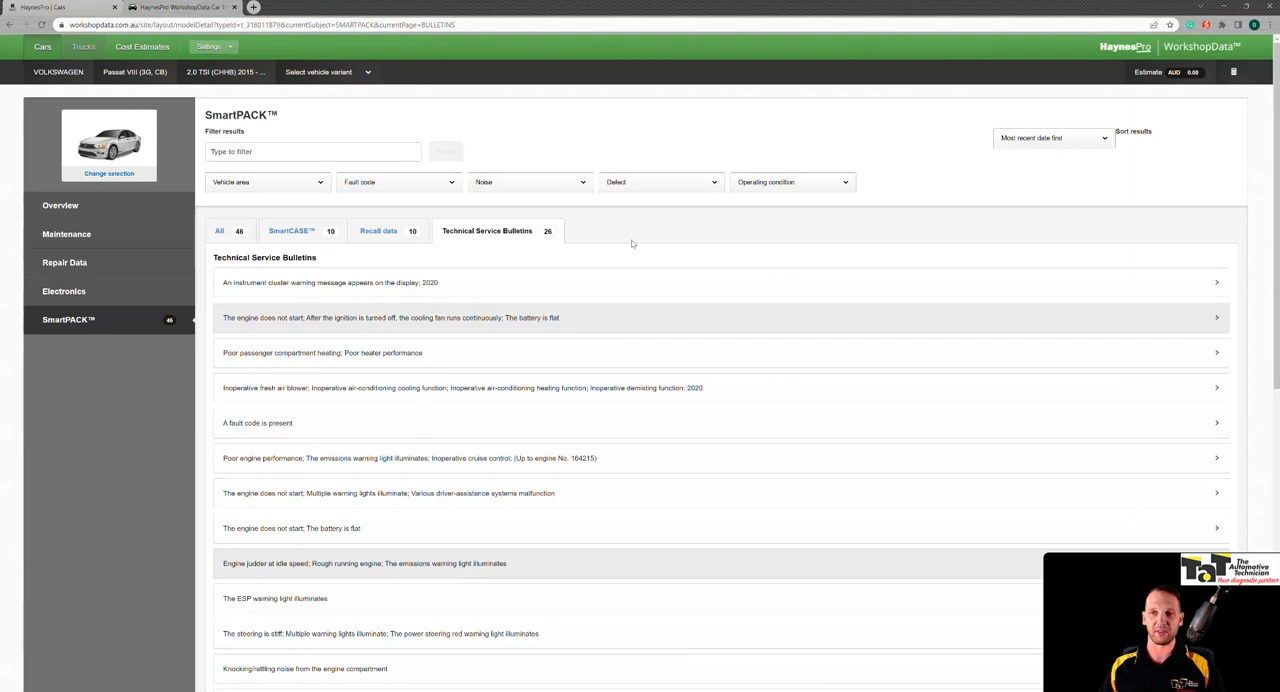 HaynesPro | Cars
HaynesPro WorkshopData Car E
workshopdata.com.au/site/layout/modelDetail?typeId=t_318011879&currentSubject=SMARTPACK&currentPage=BULLETINS
Cars Trucks Cost Estimates Settings
HaynesPro | WorkshopData™
VOLKSWAGEN Passat VIII (3G, CB) 2.0 TSI (CHHB) 2015 - ... Select vehicle variant
Estimate AUD 0.00
Change selection
Overview
Maintenance
Repair Data
Electronics
SmartPACK™ 46
SmartPACK™
Filter results
Type to filter
Most recent date first
Sort results
Vehicle area Fault code Noise Defect Operating condition
All 46 SmartCASE™ 10 Recall data 10 Technical Service Bulletins 26
Technical Service Bulletins
An instrument cluster warning message appears on the display; 2020
The engine does not start; After the ignition is turned off, the cooling fan runs continuously; The battery is flat
Poor passenger compartment heating; Poor heater performance
Inoperative fresh air blower; Inoperative air-conditioning cooling function; Inoperative air-conditioning heating function; Inoperative demisting function; 2020
A fault code is present
Poor engine performance; The emissions warning light illuminates; Inoperative cruise control; (Up to engine No. 164215)
The engine does not start; Multiple warning lights illuminate; Various driver-assistance systems malfunction
The engine does not start; The battery is flat
Engine judder at idle speed; Rough running engine; The emissions warning light illuminates
The ESP warning light illuminates
The steering is stiff; Multiple warning lights illuminate; The power steering red warning light illuminates
Knocking/rattling noise from the engine compartment
TaT
The
Automotive
Technician
Your diagnostic partner
TaT